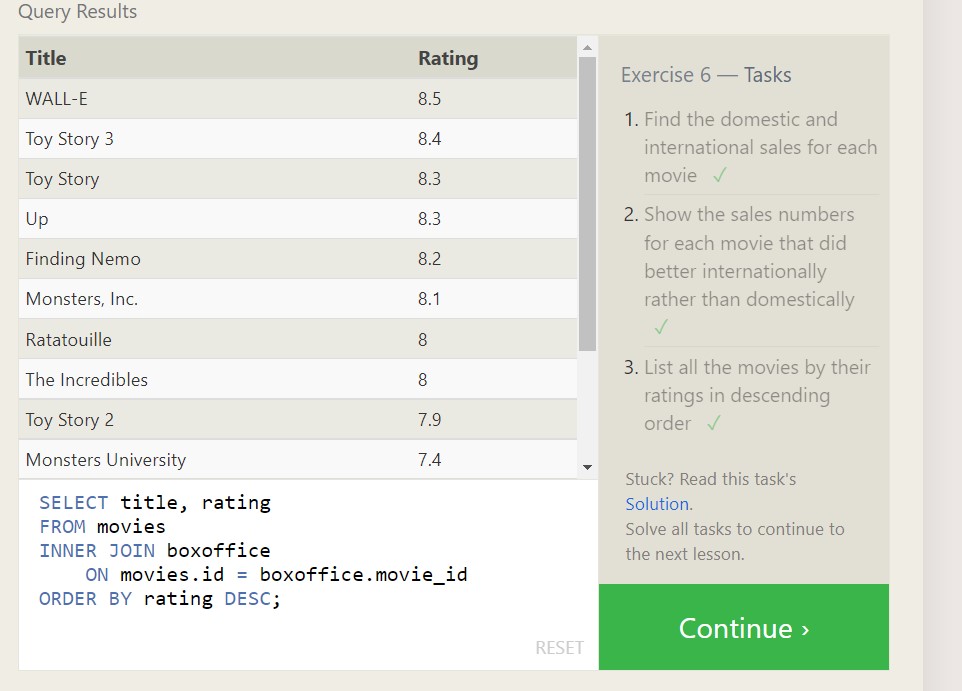 Query Results
Title Rating
WALL-E 8.5
Toy Story 3 8.4
Toy Story 8.3
Up 8.3
Finding Nemo 8.2
Monsters, Inc. 8.1
Ratatouille 8
The Incredibles 8
Toy Story 2 7.9
Monsters University 7.4
SELECT title, rating
FROM movies
INNER JOIN boxoffice
    ON movies.id = boxoffice.movie_id
ORDER BY rating DESC;
RESET
Exercise 6 — Tasks
1. Find the domestic and
international sales for each
movie ✓
2. Show the sales numbers
for each movie that did
better internationally
rather than domestically
✓
3. List all the movies by their
ratings in descending
order ✓
Stuck? Read this task's
Solution.
Solve all tasks to continue to
the next lesson.
Continue ›